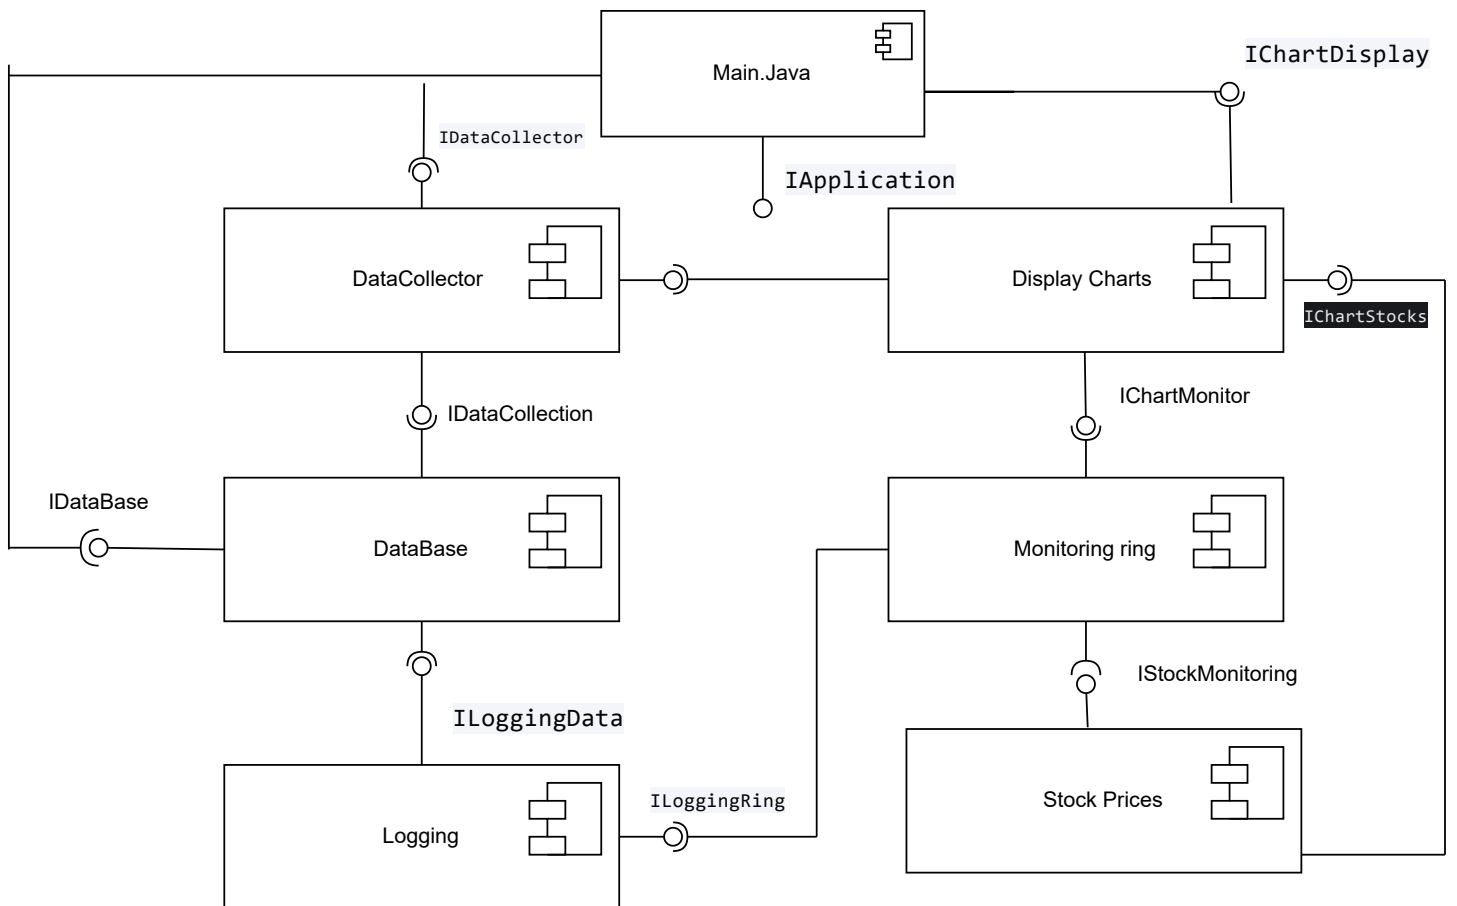 IChartDisplay
Main.Java
IDataCollector
IApplication
DataCollector
Display Charts
IChartStocks
IChartMonitor
IDataCollection
IDataBase
DataBase
Monitoring ring
IStockMonitoring
ILoggingData
ILoggingRing
Stock Prices
Logging